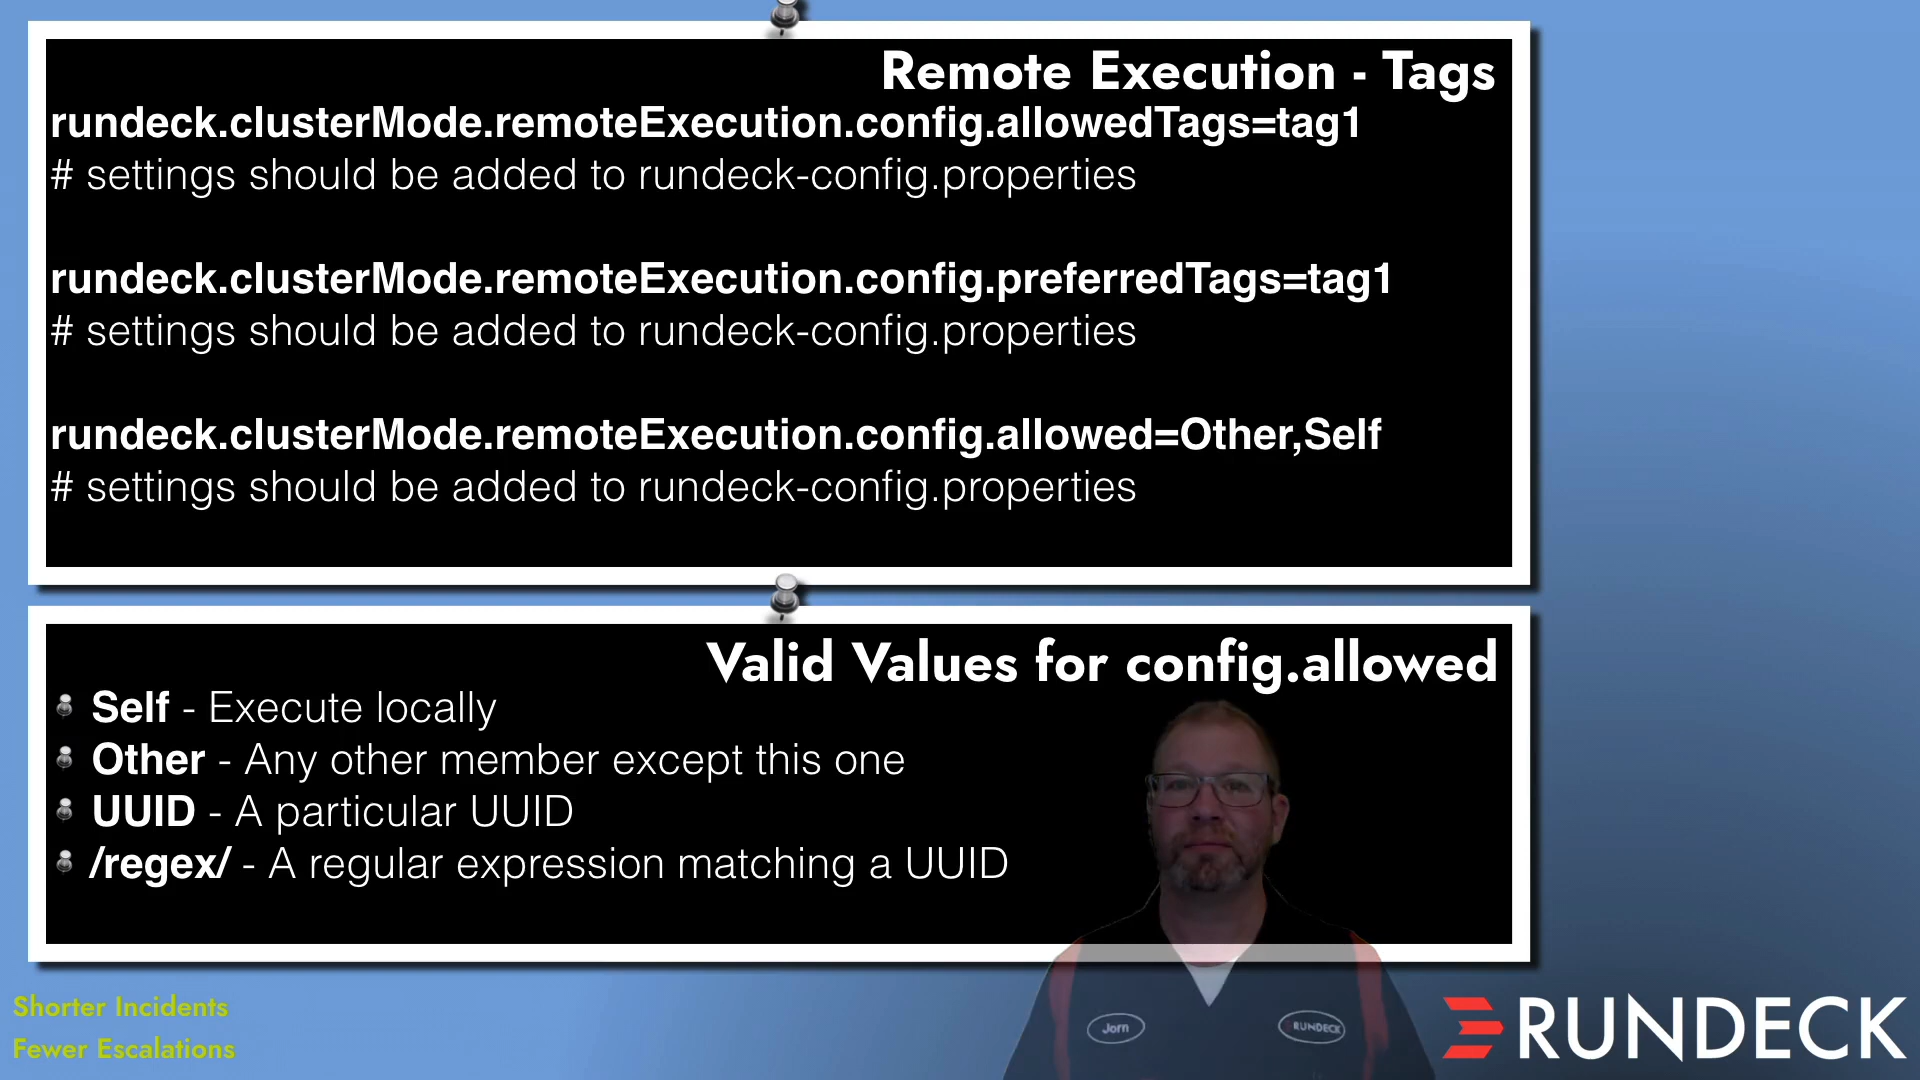 Remote Execution - Tags
rundeck.clusterMode.remoteExecution.config.allowedTags=tag1
# settings should be added to rundeck-config.properties
rundeck.clusterMode.remoteExecution.config.preferredTags=tag1
# settings should be added to rundeck-config.properties
rundeck.clusterMode.remoteExecution.config.allowed=Other,Self
# settings should be added to rundeck-config.properties
Valid Values for config.allowed
Self - Execute locally
Other - Any other member except this one
UUID - A particular UUID
/regex/ - A regular expression matching a UUID
Shorter Incidents
Fewer Escalations
Jorn
RUNDECK
RUNDECK